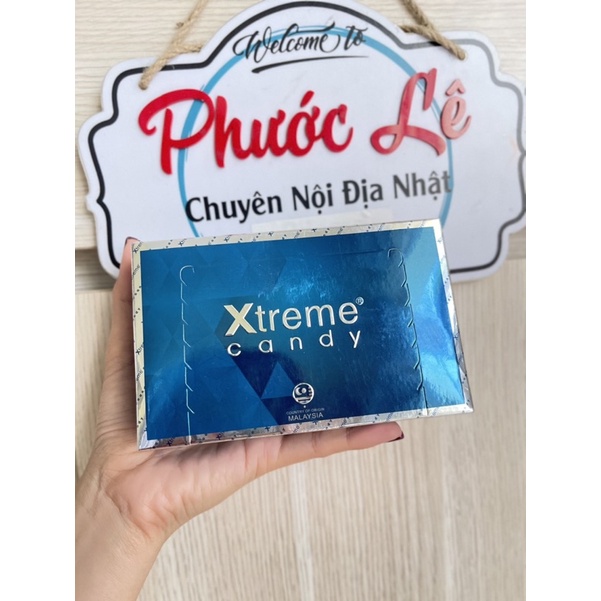 Welcome to
Phước Lê
Chuyên Nội Địa Nhật
Xtreme®
candy
COUNTRY OF ORIGIN
MALAYSIA